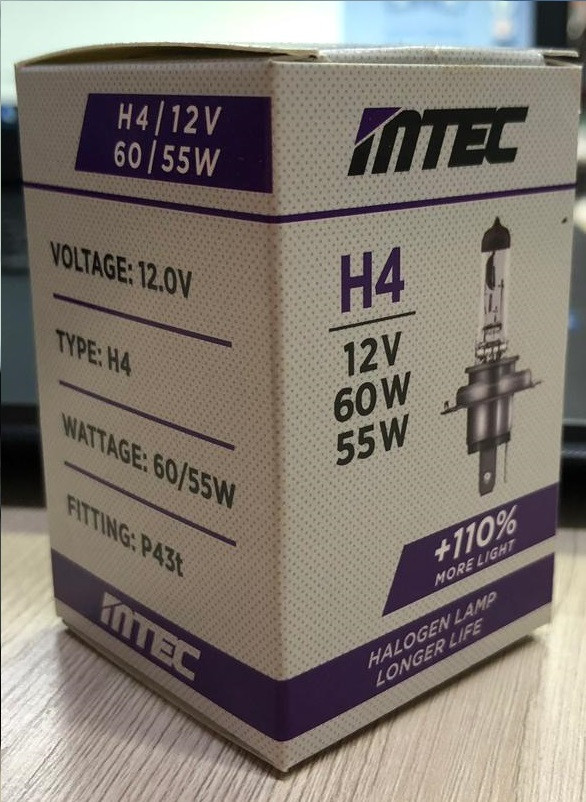 H4 | 12V
60 | 55W
VOLTAGE: 12.0V
TYPE: H4
WATTAGE: 60/55W
FITTING: P43t
INTEC
INTEC
H4
12V
60W
55W
+110%
MORE LIGHT
HALOGEN LAMP
LONGER LIFE